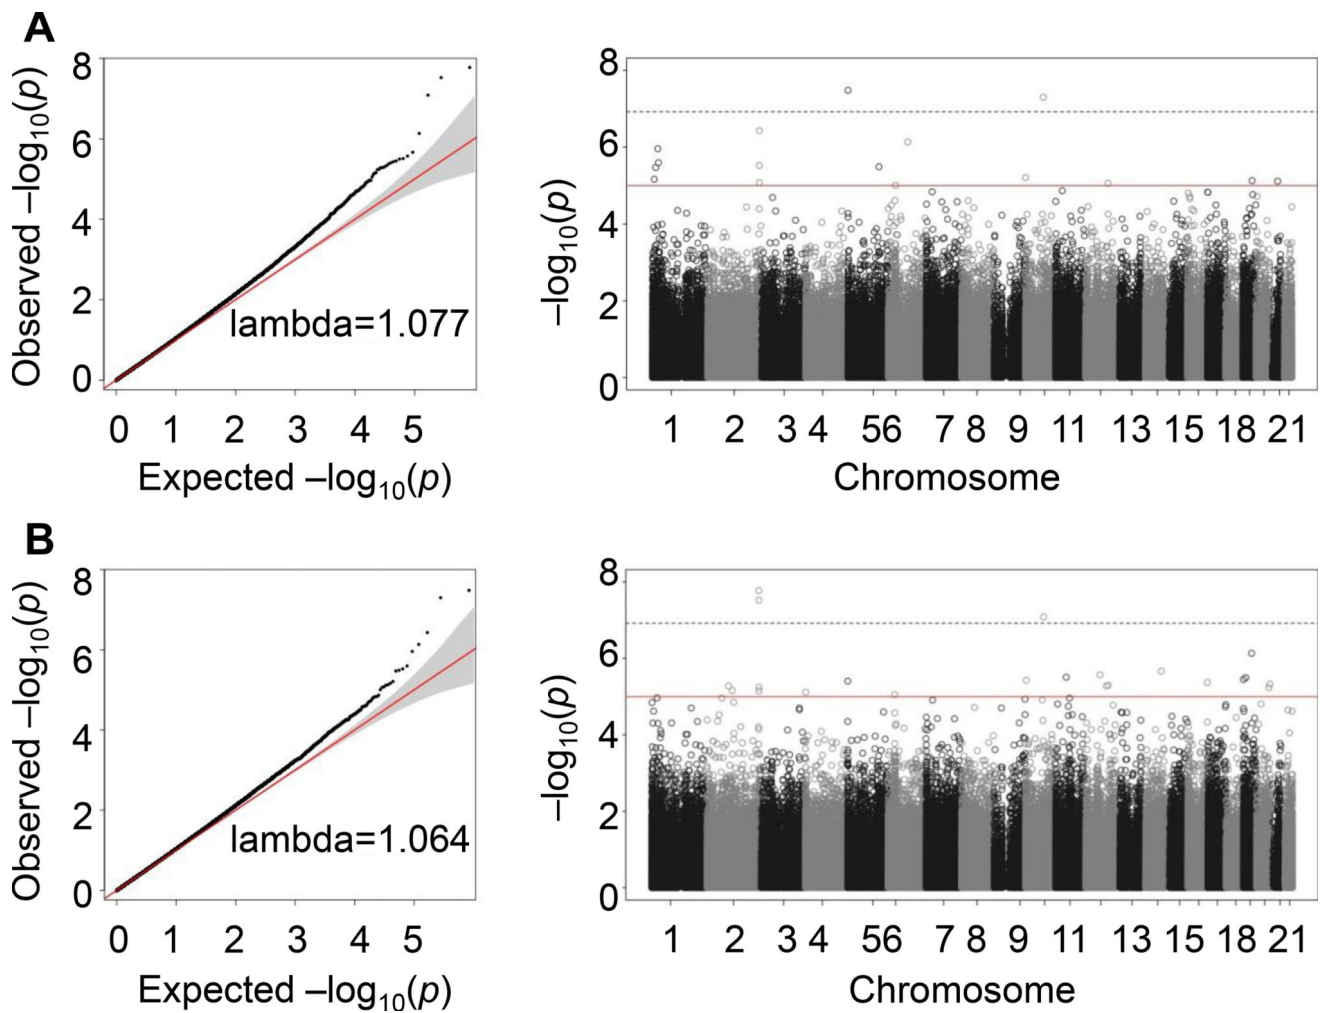 A
Observed –log10(p)
8
6
4
2
0
lambda=1.077
0 1 2 3 4 5
Expected –log10(p)
–log10(p)
8
6
4
2
0
1 2 3 4 56 7 8 9 11 13 15 18 21
Chromosome
B
Observed –log10(p)
8
6
4
2
0
lambda=1.064
0 1 2 3 4 5
Expected –log10(p)
–log10(p)
8
6
4
2
0
1 2 3 4 56 7 8 9 11 13 15 18 21
Chromosome